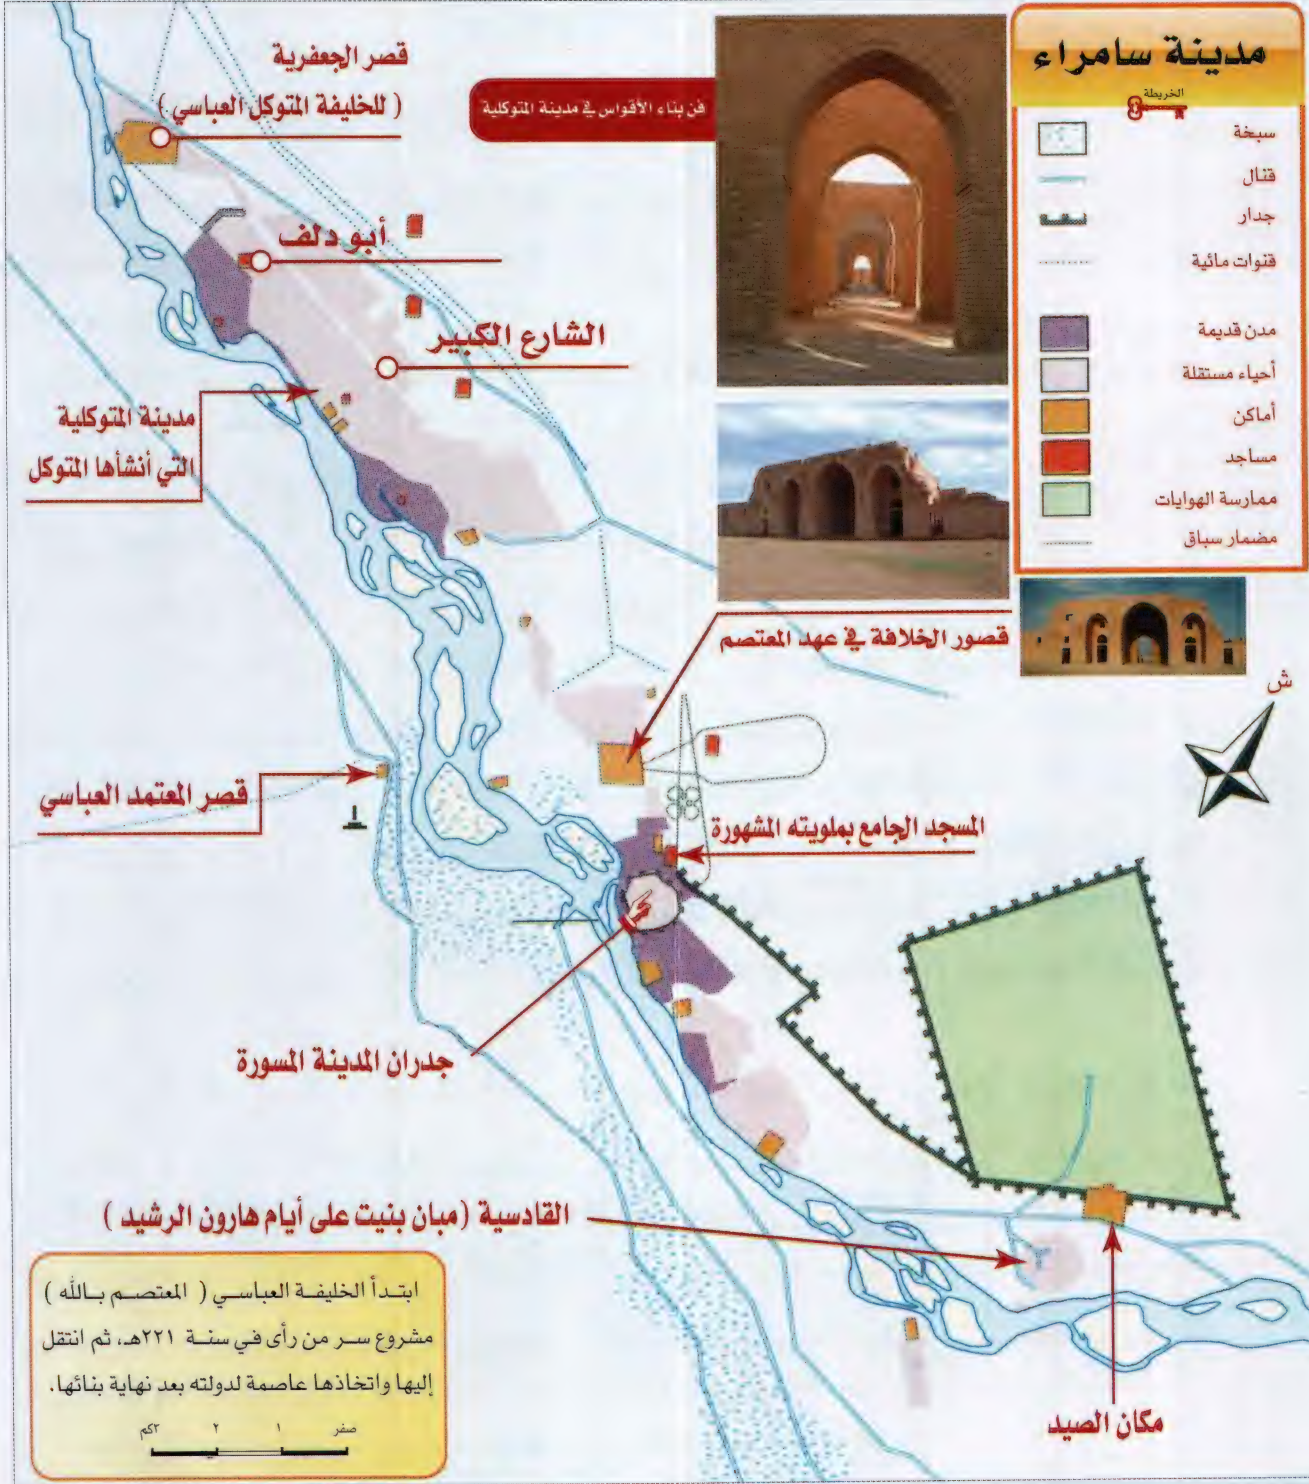 مدينة سامراء
الخريطة
سبخة
قنال
جدار
قنوات مائية
مدن قديمة
أحياء مستقلة
أماكن
مساجد
ممارسة الهوايات
مضمار سباق
ش
فن بناء الأقواس في مدينة المتوكلية
قصر الجعفرية
( للخليفة المتوكل العباسي )
أبو دلف
الشارع الكبير
مدينة المتوكلية
التي أنشأها المتوكل
قصور الخلافة في عهد المعتصم
قصر المعتمد العباسي
المسجد الجامع بملويته المشهورة
جدران المدينة المسورة
القادسية (مبان بنيت على أيام هارون الرشيد )
مكان الصيد
ابتدأ الخليفة العباسي ( المعتصم بالله )
مشروع سر من رأى في سنة ٢٢١هـ، ثم انتقل
إليها واتخاذها عاصمة لدولته بعد نهاية بنائها.
صفر ١ ٢ ٣كم